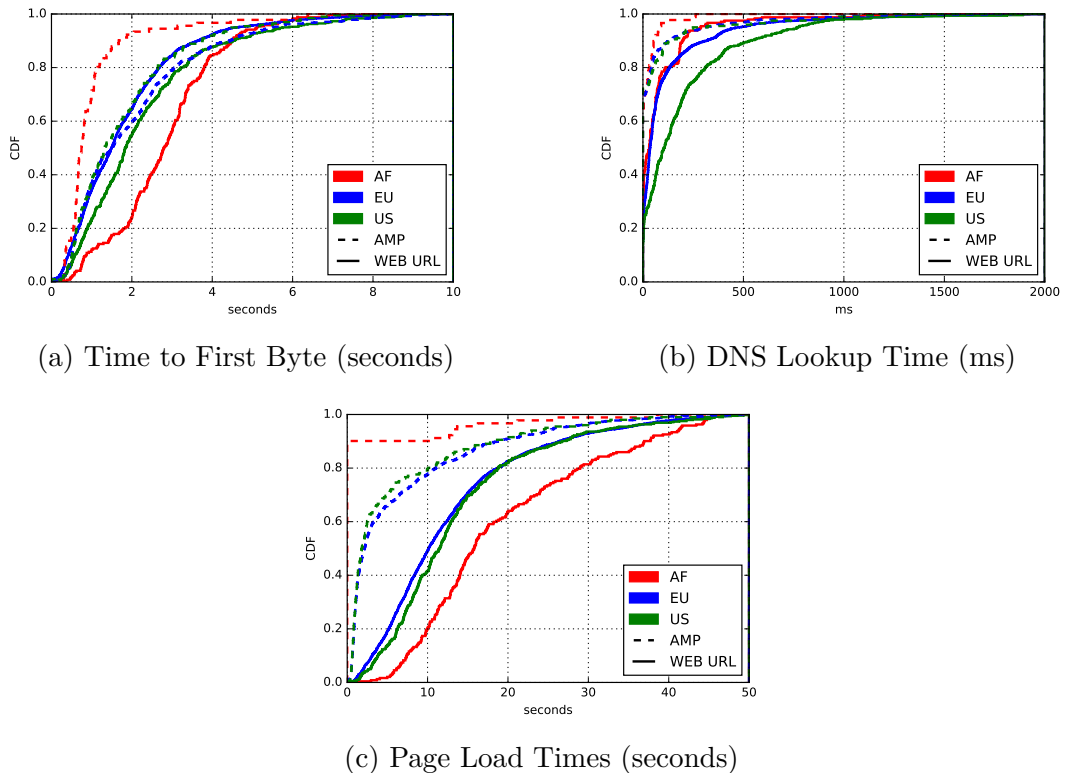 1.0
0.8
0.6
0.4
0.2
0.0
CDF
0 2 4 6 8 10
seconds
AF
EU
US
AMP
WEB URL
(a) Time to First Byte (seconds)
1.0
0.8
0.6
0.4
0.2
0.0
CDF
0 500 1000 1500 2000
ms
AF
EU
US
AMP
WEB URL
(b) DNS Lookup Time (ms)
1.0
0.8
0.6
0.4
0.2
0.0
CDF
0 10 20 30 40 50
seconds
AF
EU
US
AMP
WEB URL
(c) Page Load Times (seconds)